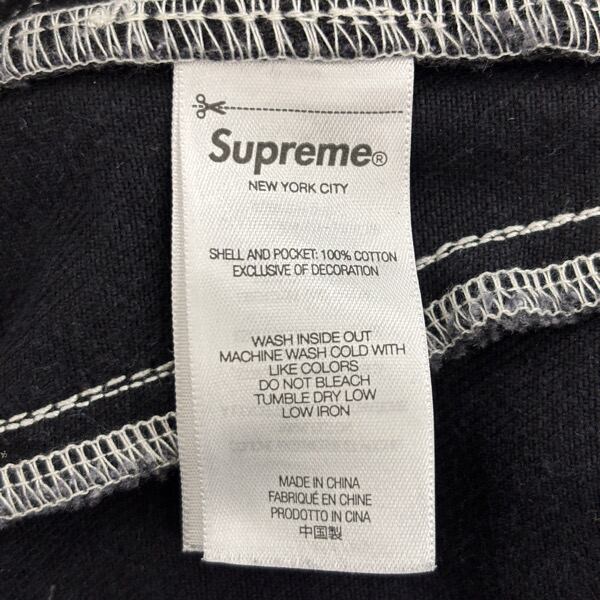 Supreme®
NEW YORK CITY
SHELL AND POCKET: 100% COTTON
EXCLUSIVE OF DECORATION
WASH INSIDE OUT
MACHINE WASH COLD WITH
LIKE COLORS
DO NOT BLEACH
TUMBLE DRY LOW
LOW IRON
MADE IN CHINA
FABRIQUÉ EN CHINE
PRODOTTO IN CINA
中国製